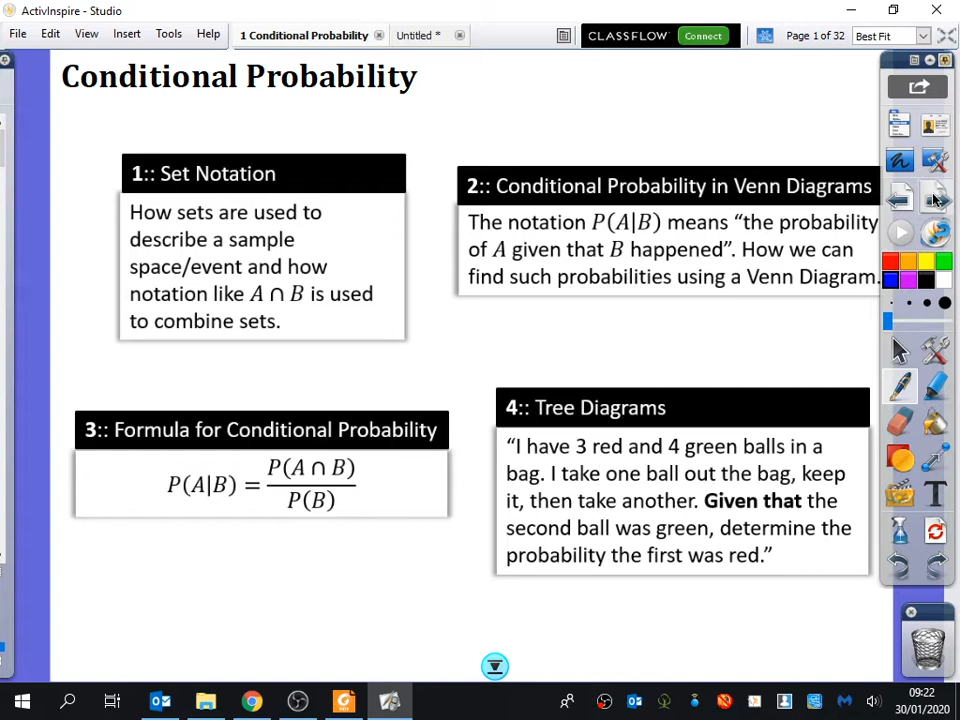 ActivInspire - Studio
File Edit View Insert Tools Help 1 Conditional Probability Untitled * CLASSFLOW Connect Page 1 of 32 Best Fit
Conditional Probability
1:: Set Notation
How sets are used to
describe a sample
space/event and how
notation like A ∩ B is used
to combine sets.
2:: Conditional Probability in Venn Diagrams
The notation P(A|B) means “the probability
of A given that B happened”. How we can
find such probabilities using a Venn Diagram.
3:: Formula for Conditional Probability
P(A|B) = P(A ∩ B) / P(B)
4:: Tree Diagrams
“I have 3 red and 4 green balls in a
bag. I take one ball out the bag, keep
it, then take another. Given that the
second ball was green, determine the
probability the first was red.”
09:22
30/01/2020